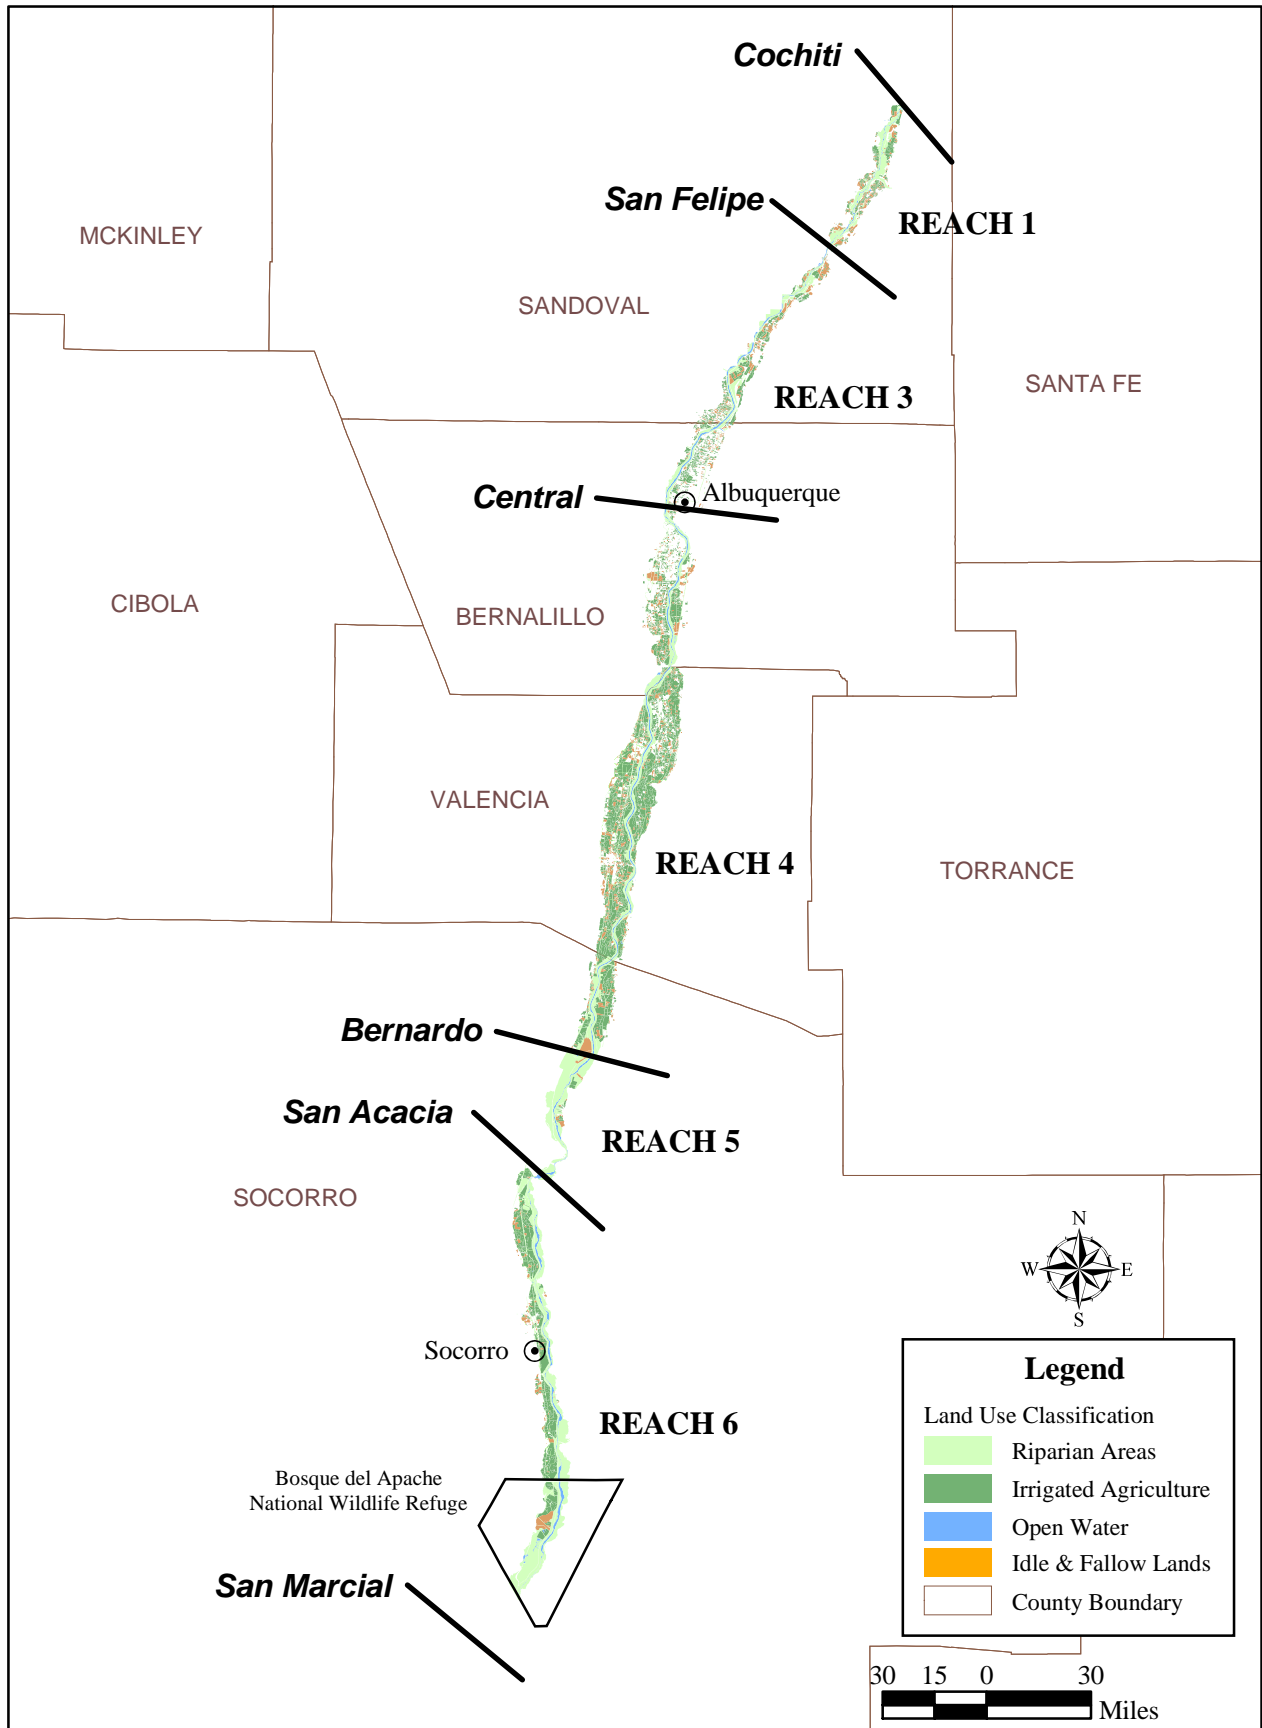 Cochiti
San Felipe
REACH 1
MCKINLEY
SANDOVAL
SANTA FE
REACH 3
Central
Albuquerque
CIBOLA
BERNALILLO
VALENCIA
REACH 4
TORRANCE
Bernardo
San Acacia
REACH 5
SOCORRO
N
W
E
S
Socorro
REACH 6
Bosque del Apache
National Wildlife Refuge
San Marcial
Legend
Land Use Classification
Riparian Areas
Irrigated Agriculture
Open Water
Idle & Fallow Lands
County Boundary
30 15 0 30
Miles